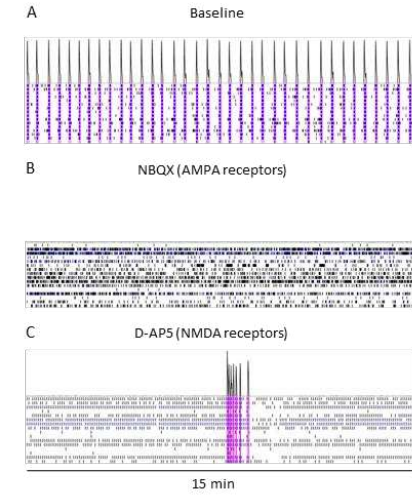 A
Baseline
B
NBQX (AMPA receptors)
C
D-AP5 (NMDA receptors)
15 min